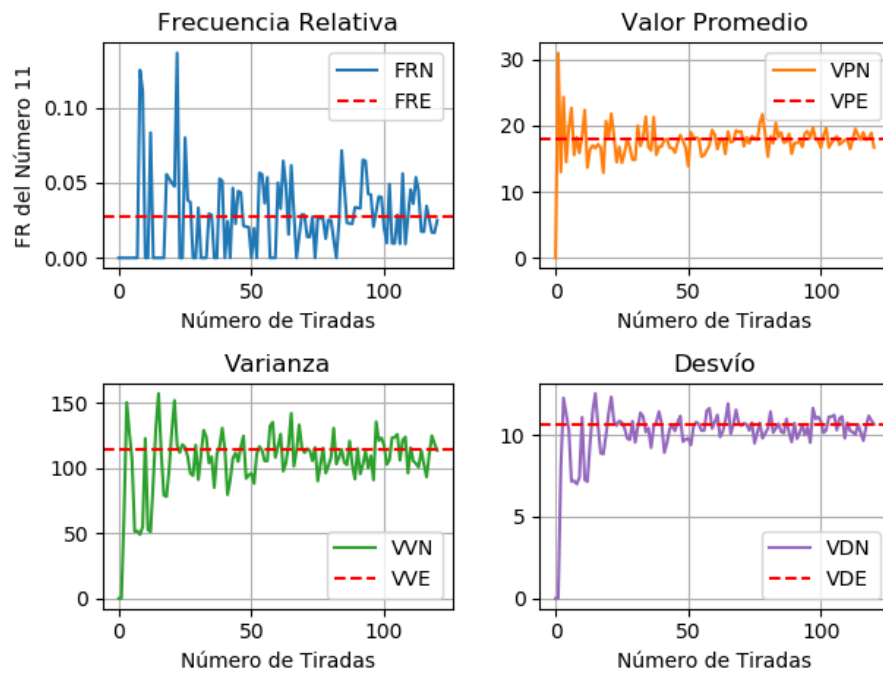 Frecuencia Relativa
FR del Número 11
0.10
0.05
0.00
FRN
FRE
0
50
100
Número de Tiradas
Valor Promedio
30
20
10
0
VPN
VPE
0
50
100
Número de Tiradas
Varianza
150
100
50
0
VVN
VVE
0
50
100
Número de Tiradas
Desvío
10
5
0
VDN
VDE
0
50
100
Número de Tiradas